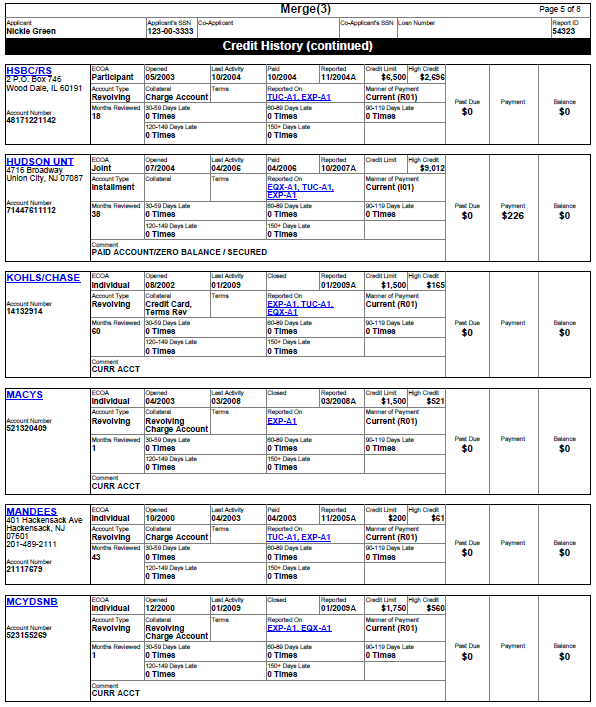 Merge(3) Page 5 of 8
Applicant Applicant's SSN Co-Applicant Co-Applicant's SSN Loan Number Report ID
Nickie Green 123-00-3333 54323
Credit History (continued)
HSBC/RS
2 P.O. Box 746
Wood Dale, IL 60191
Account Number
48171221142
ECOA Opened Last Activity Paid Reported Credit Limit High Credit
Participant 05/2003 10/2004 10/2004 11/2004A $6,500 $2,696
Account Type Collateral Terms Reported On Manner of Payment
Revolving Charge Account TUC-A1, EXP-A1 Current (R01)
Months Reviewed 30-59 Days Late 60-89 Days Late 90-119 Days Late
18 0 Times 0 Times 0 Times
120-149 Days Late 150+ Days Late
0 Times 0 Times
Past Due Payment Balance
$0 $0
HUDSON UNT
4716 Broadway
Union City, NJ 07087
Account Number
71447611112
ECOA Opened Last Activity Paid Reported Credit Limit High Credit
Joint 07/2004 04/2006 04/2006 10/2007A $9,012
Account Type Collateral Terms Reported On Manner of Payment
Installment EQX-A1, TUC-A1, Current (I01)
EXP-A1
Months Reviewed 30-59 Days Late 60-89 Days Late 90-119 Days Late
38 0 Times 0 Times 0 Times
120-149 Days Late 150+ Days Late
0 Times 0 Times
Past Due Payment Balance
$0 $226 $0
Comment
PAID ACCOUNT/ZERO BALANCE / SECURED
KOHLS/CHASE
Account Number
14132914
ECOA Opened Last Activity Closed Reported Credit Limit High Credit
Individual 08/2002 01/2009 01/2009A $1,500 $165
Account Type Collateral Terms Reported On Manner of Payment
Revolving Credit Card, EXP-A1, TUC-A1, Current (R01)
Terms Rev EQX-A1
Months Reviewed 30-59 Days Late 60-89 Days Late 90-119 Days Late
60 0 Times 0 Times 0 Times
120-149 Days Late 150+ Days Late
0 Times 0 Times
Past Due Payment Balance
$0 $0
Comment
CURR ACCT
MACYS
Account Number
521320409
ECOA Opened Last Activity Closed Reported Credit Limit High Credit
Individual 04/2003 03/2008 03/2008A $1,500 $521
Account Type Collateral Terms Reported On Manner of Payment
Revolving Revolving EXP-A1 Current (R01)
Charge Account
Months Reviewed 30-59 Days Late 60-89 Days Late 90-119 Days Late
1 0 Times 0 Times 0 Times
120-149 Days Late 150+ Days Late
0 Times 0 Times
Past Due Payment Balance
$0 $0
Comment
CURR ACCT
MANDEES
401 Hackensack Ave
Hackensack, NJ
07601
201-489-2111
Account Number
21117679
ECOA Opened Last Activity Paid Reported Credit Limit High Credit
Individual 10/2000 04/2003 04/2003 11/2005A $200 $61
Account Type Collateral Terms Reported On Manner of Payment
Revolving Charge Account TUC-A1, EXP-A1 Current (R01)
Months Reviewed 30-59 Days Late 60-89 Days Late 90-119 Days Late
43 0 Times 0 Times 0 Times
120-149 Days Late 150+ Days Late
0 Times 0 Times
Past Due Payment Balance
$0 $0
MCYDSNB
Account Number
523155269
ECOA Opened Last Activity Closed Reported Credit Limit High Credit
Individual 12/2000 01/2009 01/2009A $1,750 $560
Account Type Collateral Terms Reported On Manner of Payment
Revolving Revolving EXP-A1, EQX-A1 Current (R01)
Charge Account
Months Reviewed 30-59 Days Late 60-89 Days Late 90-119 Days Late
1 0 Times 0 Times 0 Times
120-149 Days Late 150+ Days Late
0 Times 0 Times
Past Due Payment Balance
$0 $0
Comment
CURR ACCT